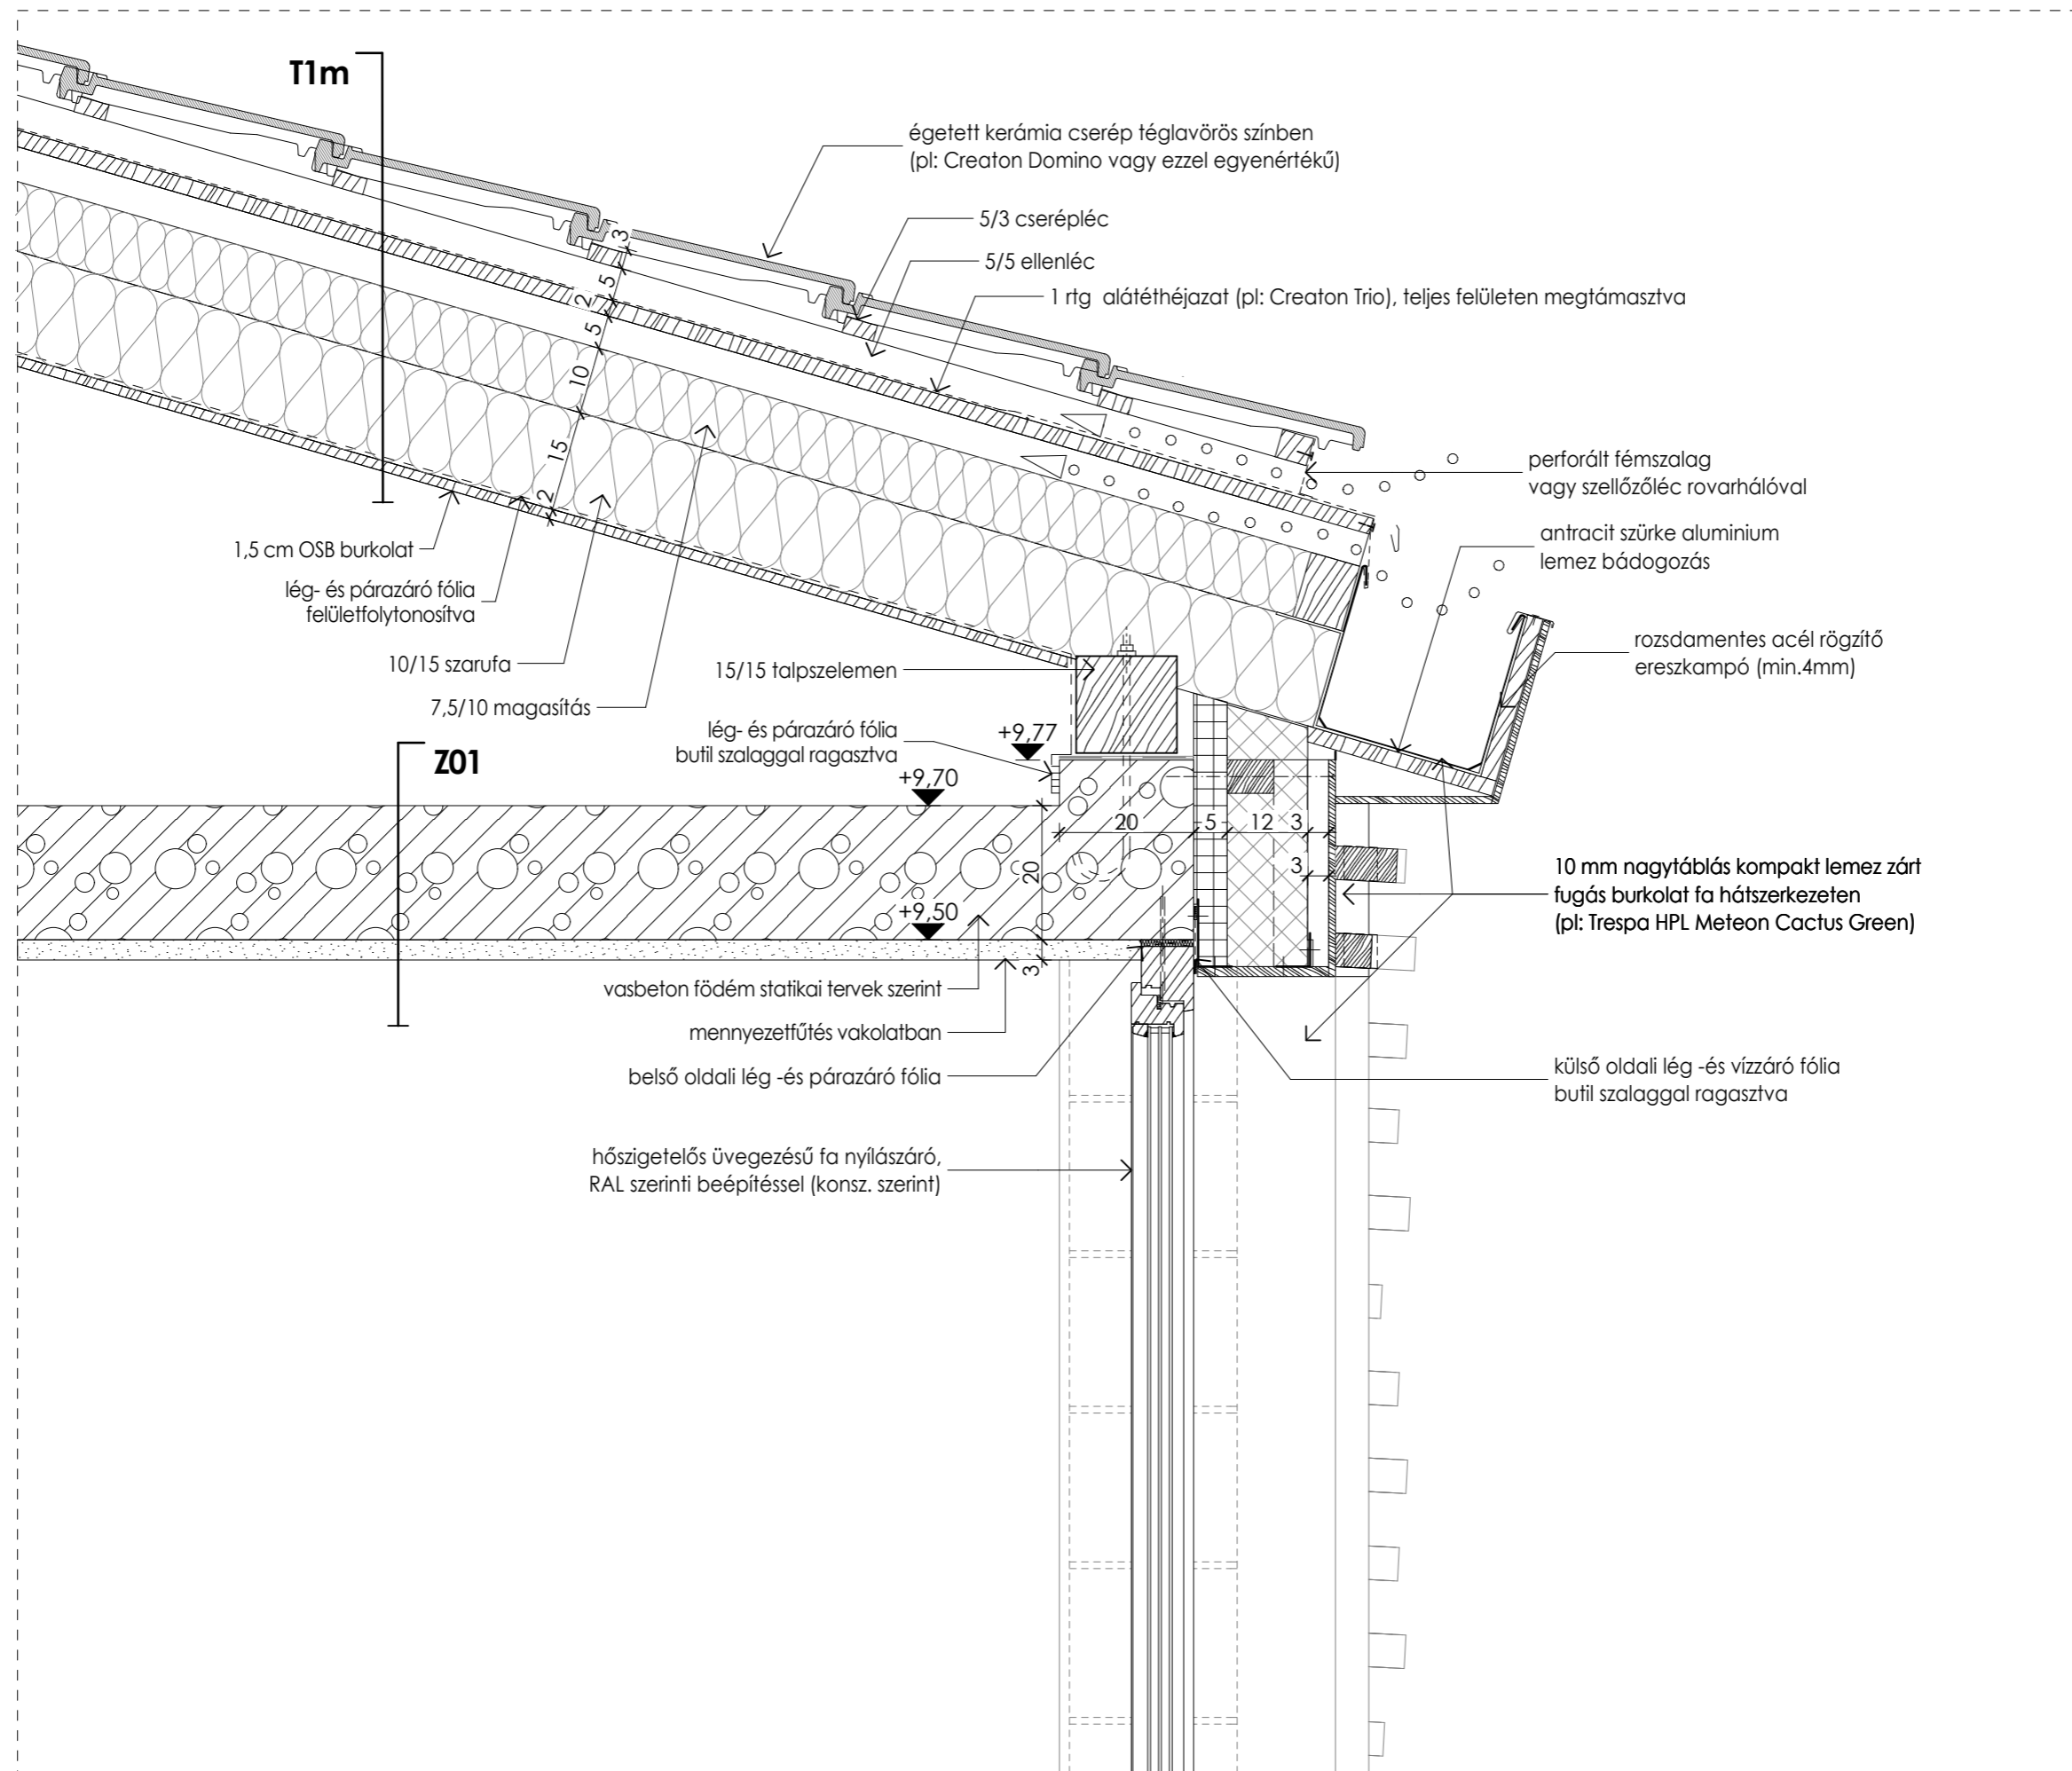 T1m
égetett kerámia cserép téglavörös színben
(pl: Creaton Domino vagy ezzel egyenértékű)
5/3 cserépléc
5/5 ellenléc
1 rtg alátéthéjazat (pl: Creaton Trio), teljes felületen megtámasztva
3
5
2
5
10
15
2
perforált fémszalag
vagy szellőzőléc rovarhálóval
antracit szürke aluminium
lemez bádogozás
1,5 cm OSB burkolat
lég- és párazáró fólia
felületfolytonosítva
10/15 szarufa
7,5/10 magasítás
15/15 talpszelemen
rozsdamentes acél rögzítő
ereszkampó (min.4mm)
lég- és párazáró fólia
butil szalaggal ragasztva
+9,77
Z01
+9,70
20
5
12
3
3
20
10 mm nagytáblás kompakt lemez zárt
fugás burkolat fa hátszerkezeten
(pl: Trespa HPL Meteon Cactus Green)
+9,50
3
vasbeton födém statikai tervek szerint
mennyezetfűtés vakolatban
belső oldali lég -és párazáró fólia
külső oldali lég -és vízzáró fólia
butil szalaggal ragasztva
hőszigetelős üvegezésű fa nyílászáró,
RAL szerinti beépítéssel (konsz. szerint)